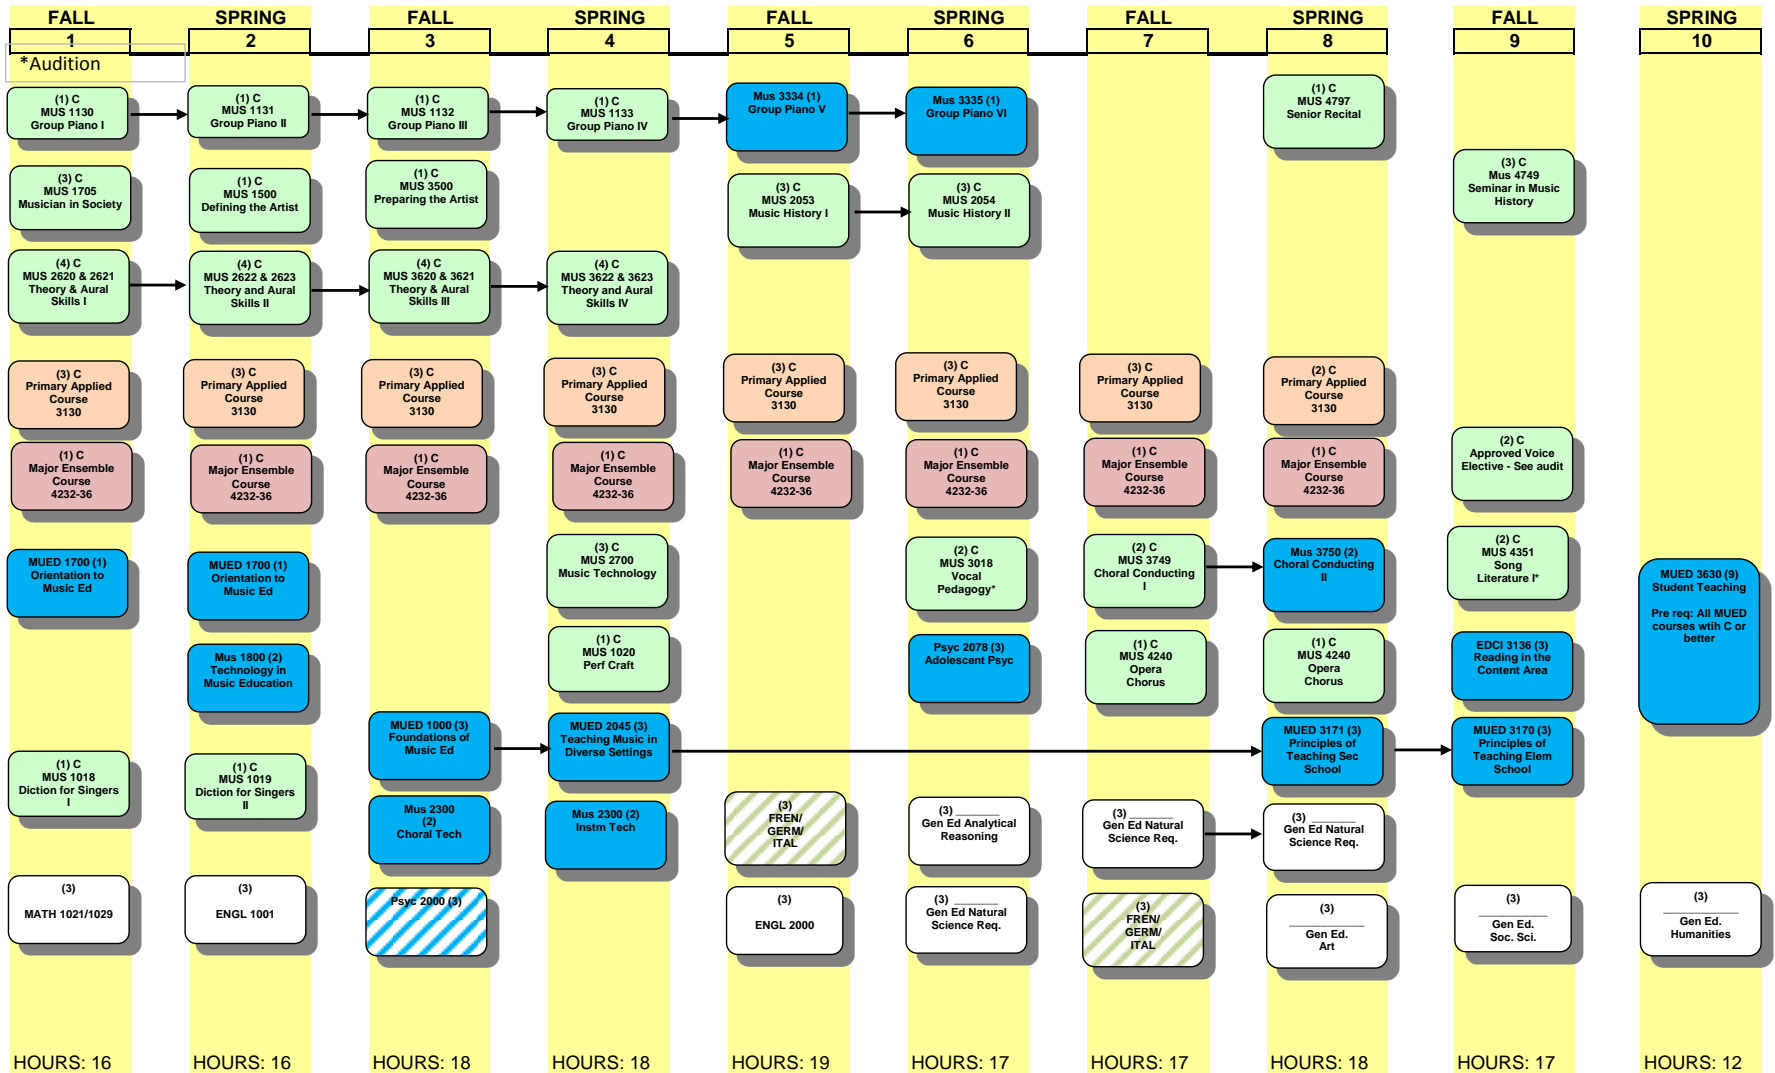 FALL
1
*Audition
(1) C
MUS 1130
Group Piano I
(3) C
MUS 1705
Musician in Society
(4) C
MUS 2620 & 2621
Theory & Aural
Skills I
(3) C
Primary Applied
Course
3130
(1) C
Major Ensemble
Course
4232-36
MUED 1700 (1)
Orientation to
Music Ed
(1) C
MUS 1018
Diction for Singers
I
(3)
MATH 1021/1029
HOURS: 16
SPRING
2
(1) C
MUS 1131
Group Piano II
(1) C
MUS 1500
Defining the Artist
(4) C
MUS 2622 & 2623
Theory and Aural
Skills II
(3) C
Primary Applied
Course
3130
(1) C
Major Ensemble
Course
4232-36
MUED 1700 (1)
Orientation to
Music Ed
Mus 1800 (2)
Technology in
Music Education
(1) C
MUS 1019
Diction for Singers
II
(3)
ENGL 1001
HOURS: 16
FALL
3
(1) C
MUS 1132
Group Piano III
(1) C
MUS 3500
Preparing the Artist
(4) C
MUS 3620 & 3621
Theory & Aural
Skills III
(3) C
Primary Applied
Course
3130
(1) C
Major Ensemble
Course
4232-36
MUED 1000 (3)
Foundations of
Music Ed
Mus 2300
(2)
Choral Tech
Psyc 2000 (3)
HOURS: 18
SPRING
4
(1) C
MUS 1133
Group Piano IV
(4) C
MUS 3622 & 3623
Theory and Aural
Skills IV
(3) C
Primary Applied
Course
3130
(1) C
Major Ensemble
Course
4232-36
(3) C
MUS 2700
Music Technology
(1) C
MUS 1020
Perf Craft
MUED 2045 (3)
Teaching Music in
Diverse Settings
Mus 2300 (2)
Instm Tech
HOURS: 18
FALL
5
Mus 3334 (1)
Group Piano V
(3) C
MUS 2053
Music History I
(3) C
Primary Applied
Course
3130
(1) C
Major Ensemble
Course
4232-36
(3)
FREN/
GERM/
ITAL
(3)
ENGL 2000
HOURS: 19
SPRING
6
Mus 3335 (1)
Group Piano VI
(3) C
MUS 2054
Music History II
(3) C
Primary Applied
Course
3130
(1) C
Major Ensemble
Course
4232-36
(2) C
MUS 3018
Vocal
Pedagogy*
Psyc 2078 (3)
Adolescent Psyc
(3) _______
Gen Ed Analytical
Reasoning
(3) _______
Gen Ed Natural
Science Req.
HOURS: 17
FALL
7
(3) C
Primary Applied
Course
3130
(1) C
Major Ensemble
Course
4232-36
(2) C
MUS 3749
Choral Conducting
I
(1) C
MUS 4240
Opera
Chorus
(3) _______
Gen Ed Natural
Science Req.
(3)
FREN/
GERM/
ITAL
HOURS: 17
SPRING
8
(1) C
MUS 4797
Senior Recital
(2) C
Primary Applied
Course
3130
(1) C
Major Ensemble
Course
4232-36
Mus 3750 (2)
Choral Conducting
II
(1) C
MUS 4240
Opera
Chorus
MUED 3171 (3)
Principles of
Teaching Sec
School
(3) _______
Gen Ed Natural
Science Req.
(3)
____________
Gen Ed.
Art
HOURS: 18
FALL
9
(3) C
Mus 4749
Seminar in Music
History
(2) C
Approved Voice
Elective - See audit
(2) C
MUS 4351
Song
Literature I*
EDCI 3136 (3)
Reading in the
Content Area
MUED 3170 (3)
Principles of
Teaching Elem
School
(3)
___________
Gen Ed.
Soc. Sci.
HOURS: 17
SPRING
10
MUED 3630 (9)
Student Teaching
Pre req: All MUED
courses wtih C or
better
(3)
____________
Gen Ed.
Humanities
HOURS: 12